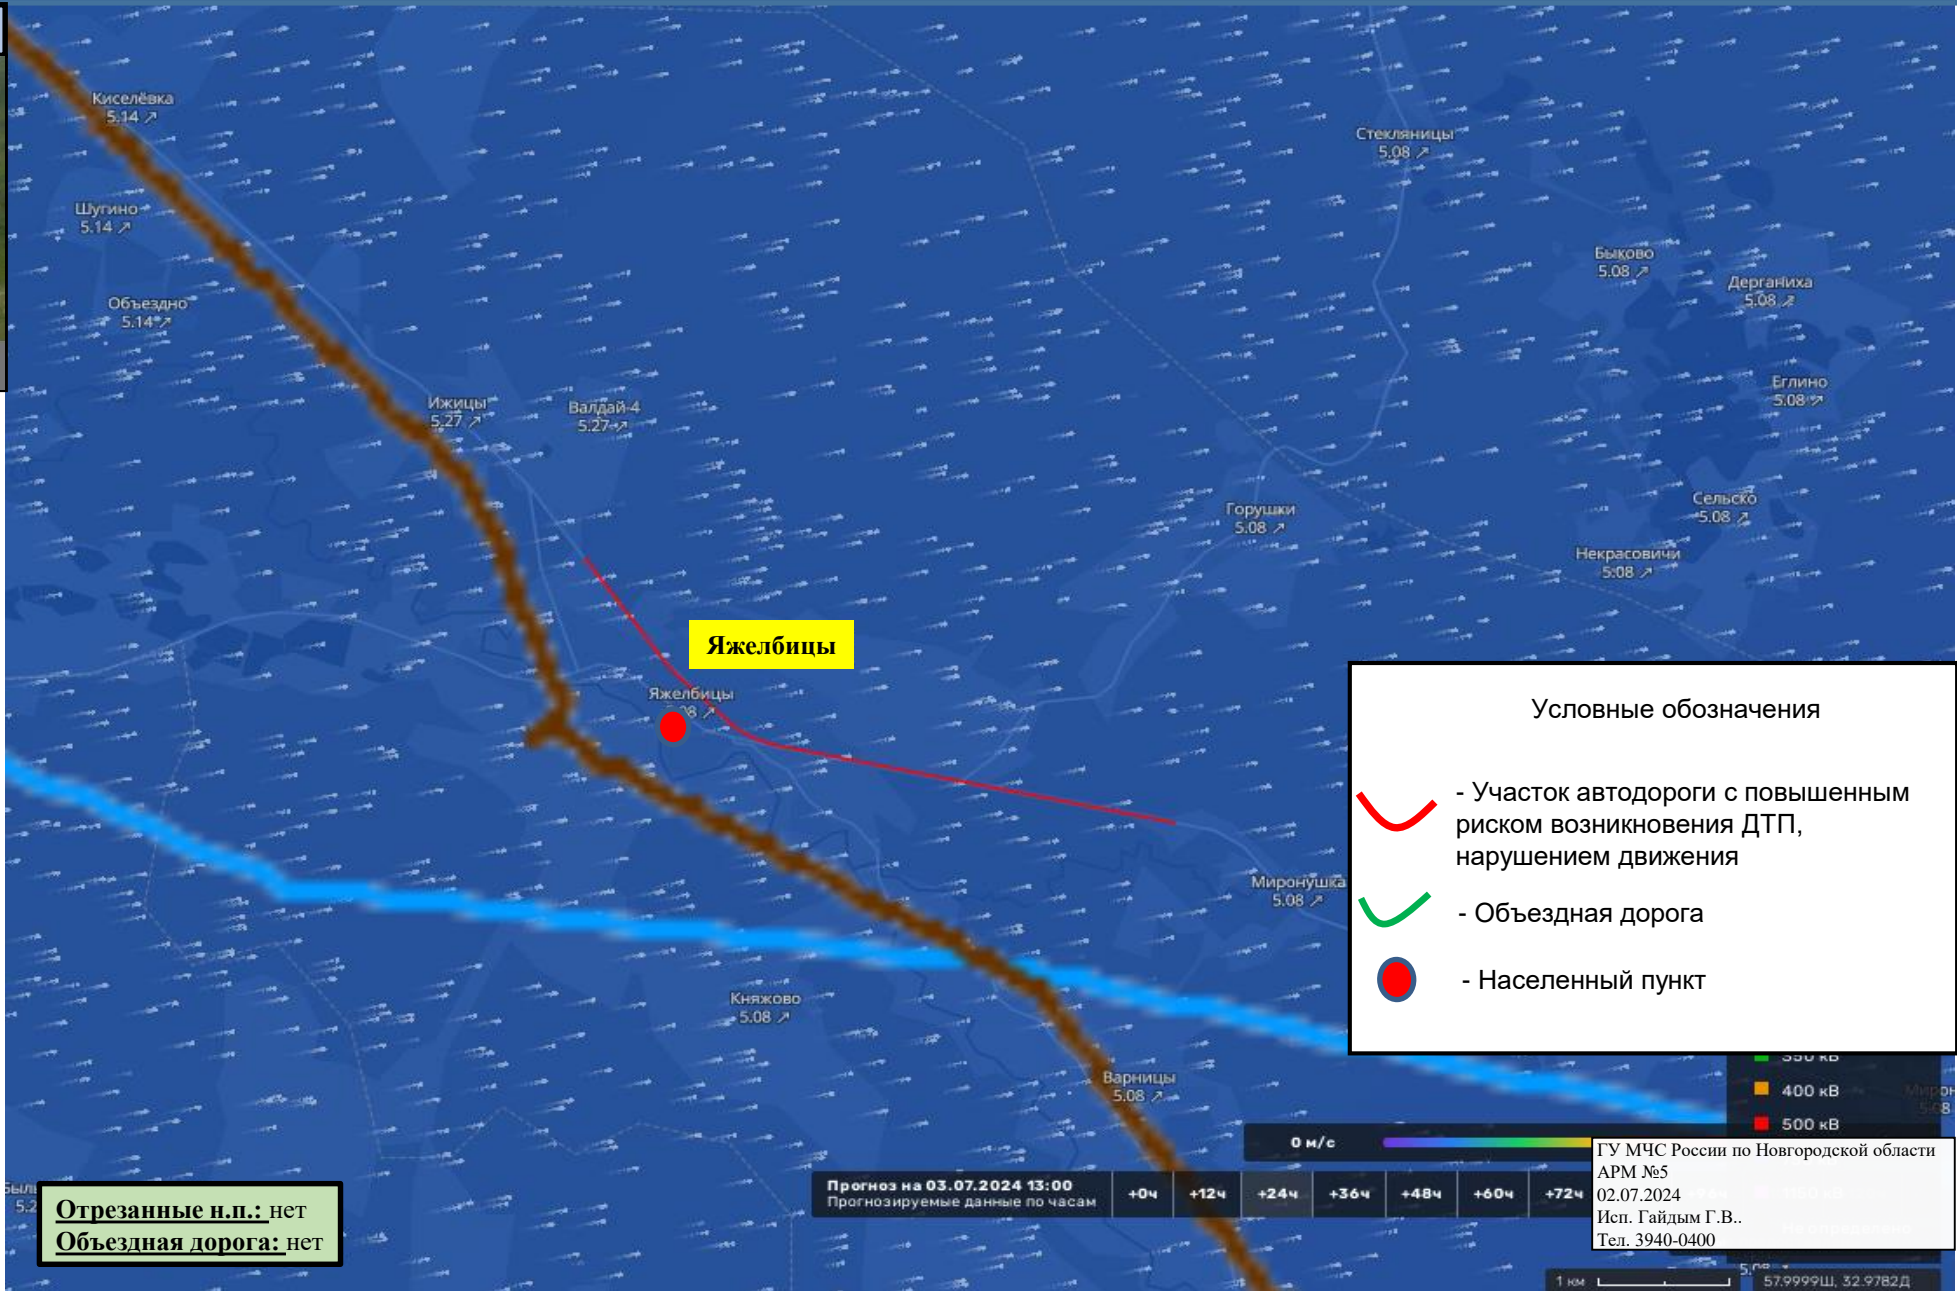 Киселёвка
5.14 ↗
Стекляницы
5.08 ↗
Шугино
5.14 ↗
Быково
5.08 ↗
Дерганиха
5.08 ↗
Объездно
5.14 ↗
Еглино
5.08 ↗
Ижицы
5.27 ↗
Валдай-4
5.27 ↗
Сельско
5.08 ↗
Горушки
5.08 ↗
Некрасовичи
5.08 ↗
Яжелбицы
Яжелбицы
Условные обозначения
- Участок автодороги с повышенным
риском возникновения ДТП,
нарушением движения
- Объездная дорога
- Населенный пункт
Миронушка
5.08 ↗
Княжово
5.08 ↗
Варницы
5.08 ↗
350 кВ
400 кВ
500 кВ
0 м/с
Прогноз на 03.07.2024 13:00
Прогнозируемые данные по часам
+0ч +12ч +24ч +36ч +48ч +60ч +72ч
ГУ МЧС России по Новгородской области
АРМ №5
02.07.2024
Исп. Гайдым Г.В..
Тел. 3940-0400
Отрезанные н.п.: нет
Объездная дорога: нет
1 км
57.9999Ш, 32.9782Д